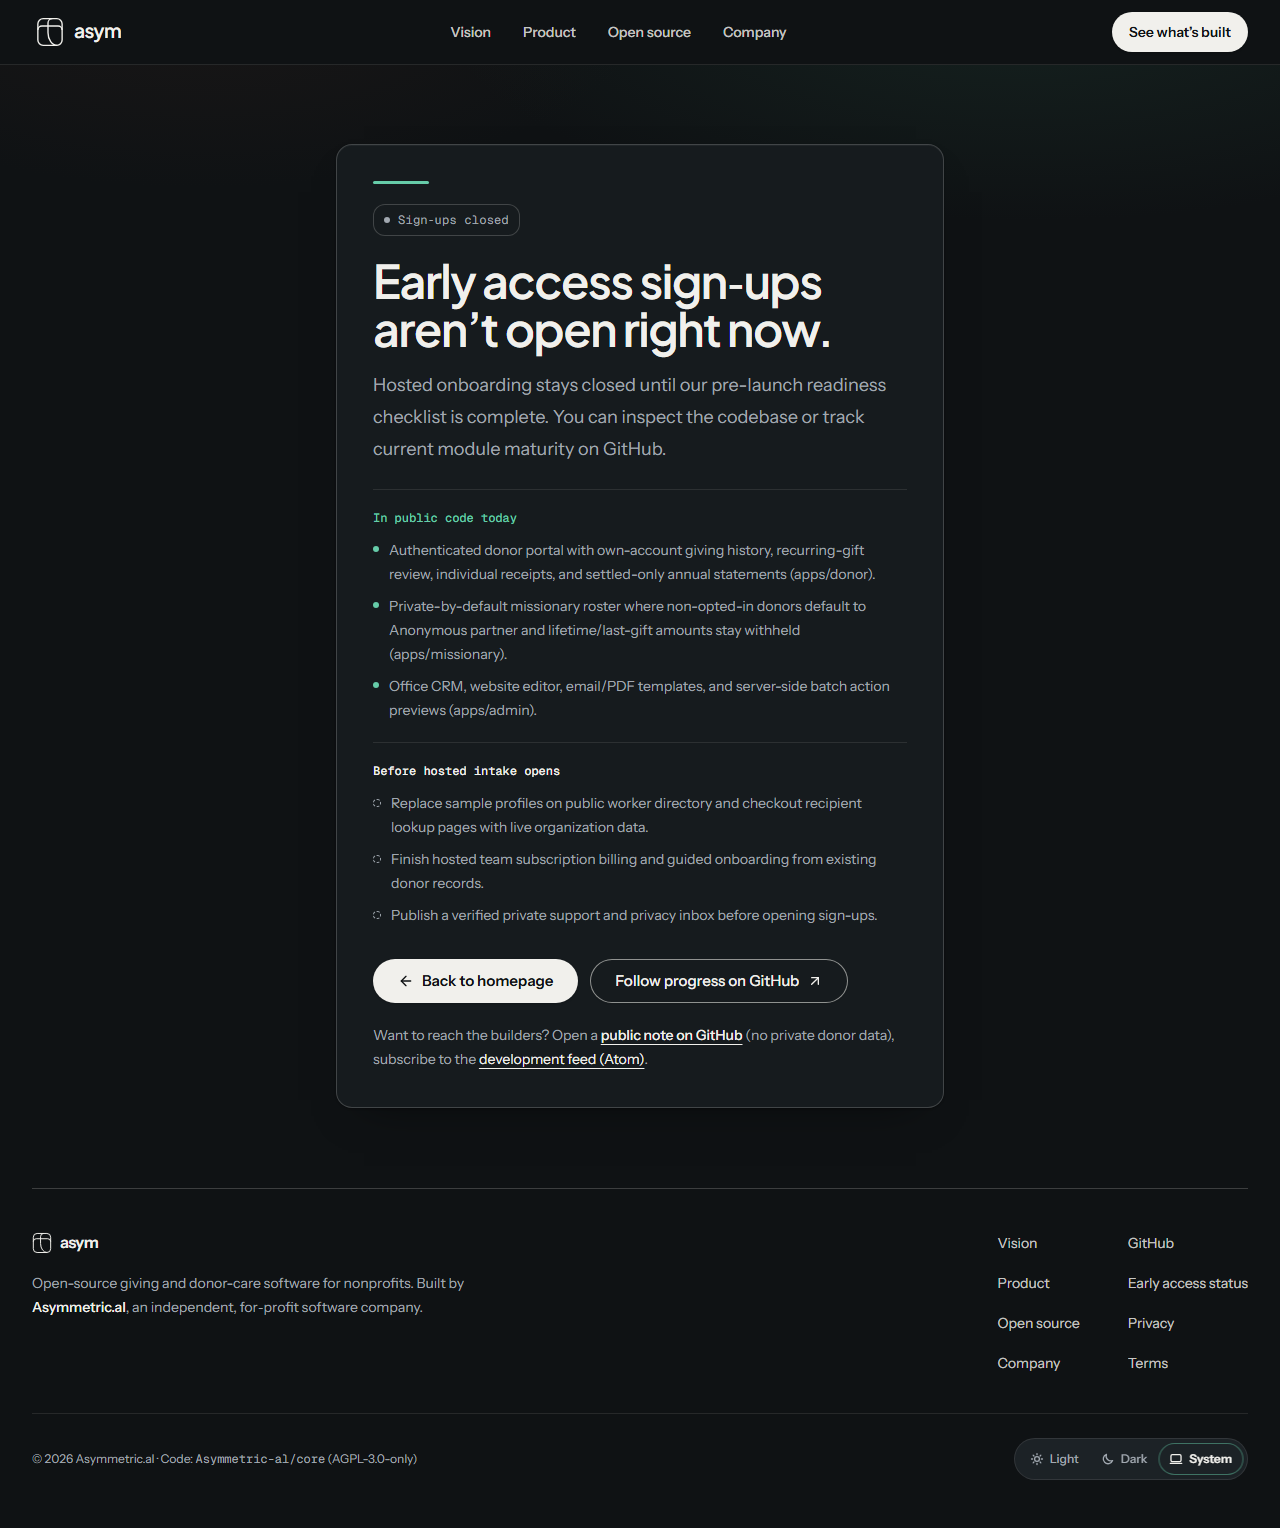 asym
Vision
Product
Open source
Company
See what’s built
Sign-ups closed
Early access sign-ups
aren’t open right now.
Hosted onboarding stays closed until our pre-launch readiness
checklist is complete. You can inspect the codebase or track
current module maturity on GitHub.
In public code today
Authenticated donor portal with own-account giving history, recurring-gift
review, individual receipts, and settled-only annual statements (apps/donor).
Private-by-default missionary roster where non-opted-in donors default to
Anonymous partner and lifetime/last-gift amounts stay withheld
(apps/missionary).
Office CRM, website editor, email/PDF templates, and server-side batch action
previews (apps/admin).
Before hosted intake opens
Replace sample profiles on public worker directory and checkout recipient
lookup pages with live organization data.
Finish hosted team subscription billing and guided onboarding from existing
donor records.
Publish a verified private support and privacy inbox before opening sign-ups.
Back to homepage
Follow progress on GitHub
Want to reach the builders? Open a public note on GitHub (no private donor data),
subscribe to the development feed (Atom).
asym
Open-source giving and donor-care software for nonprofits. Built by
Asymmetric.al, an independent, for-profit software company.
Vision
Product
Open source
Company
GitHub
Early access status
Privacy
Terms
© 2026 Asymmetric.al · Code: Asymmetric-al/core (AGPL-3.0-only)
Light
Dark
System